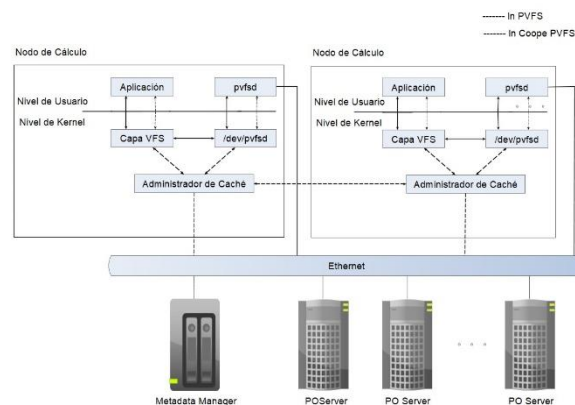 In PVFS
In Coope PVFS
Nodo de Cálculo
Nodo de Cálculo
Aplicación
pvfsd
Aplicación
pvfsd
Nivel de Usuario
Nivel de Usuario
Nivel de Kernel
Nivel de Kernel
Capa VFS
/dev/pvfsd
Capa VFS
/dev/pvfsd
Administrador de Caché
Administrador de Caché
Ethernet
Metadata Manager
POServer
PO Server
PO Server